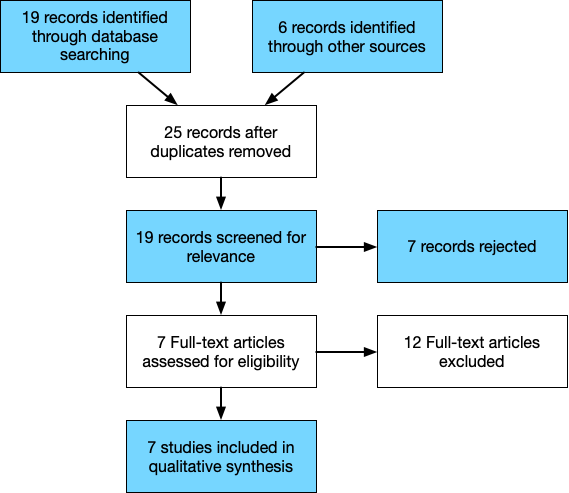 19 records identified
through database
searching
6 records identified
through other sources
25 records after
duplicates removed
19 records screened for
relevance
7 records rejected
7 Full-text articles
assessed for eligibility
12 Full-text articles
excluded
7 studies included in
qualitative synthesis